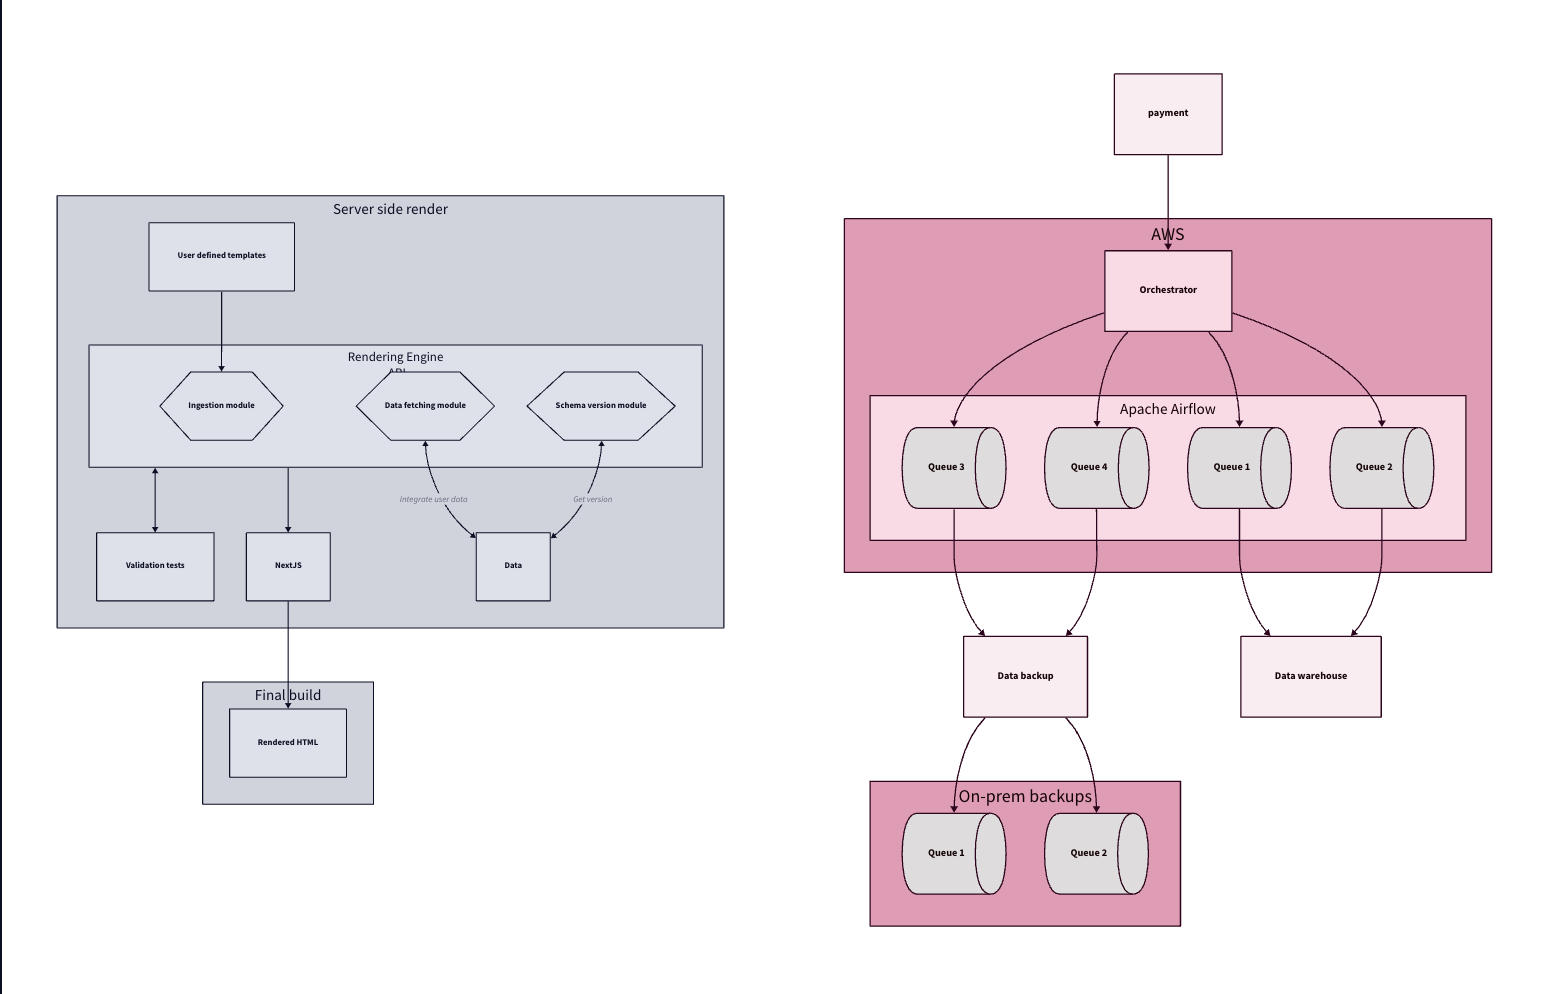 Server side render
User defined templates
Rendering Engine
API
Ingestion module
Data fetching module
Schema version module
Integrate user data
Get version
Validation tests
NextJS
Data
Final build
Rendered HTML
payment
AWS
Orchestrator
Apache Airflow
Queue 3
Queue 4
Queue 1
Queue 2
Data backup
Data warehouse
On-prem backups
Queue 1
Queue 2